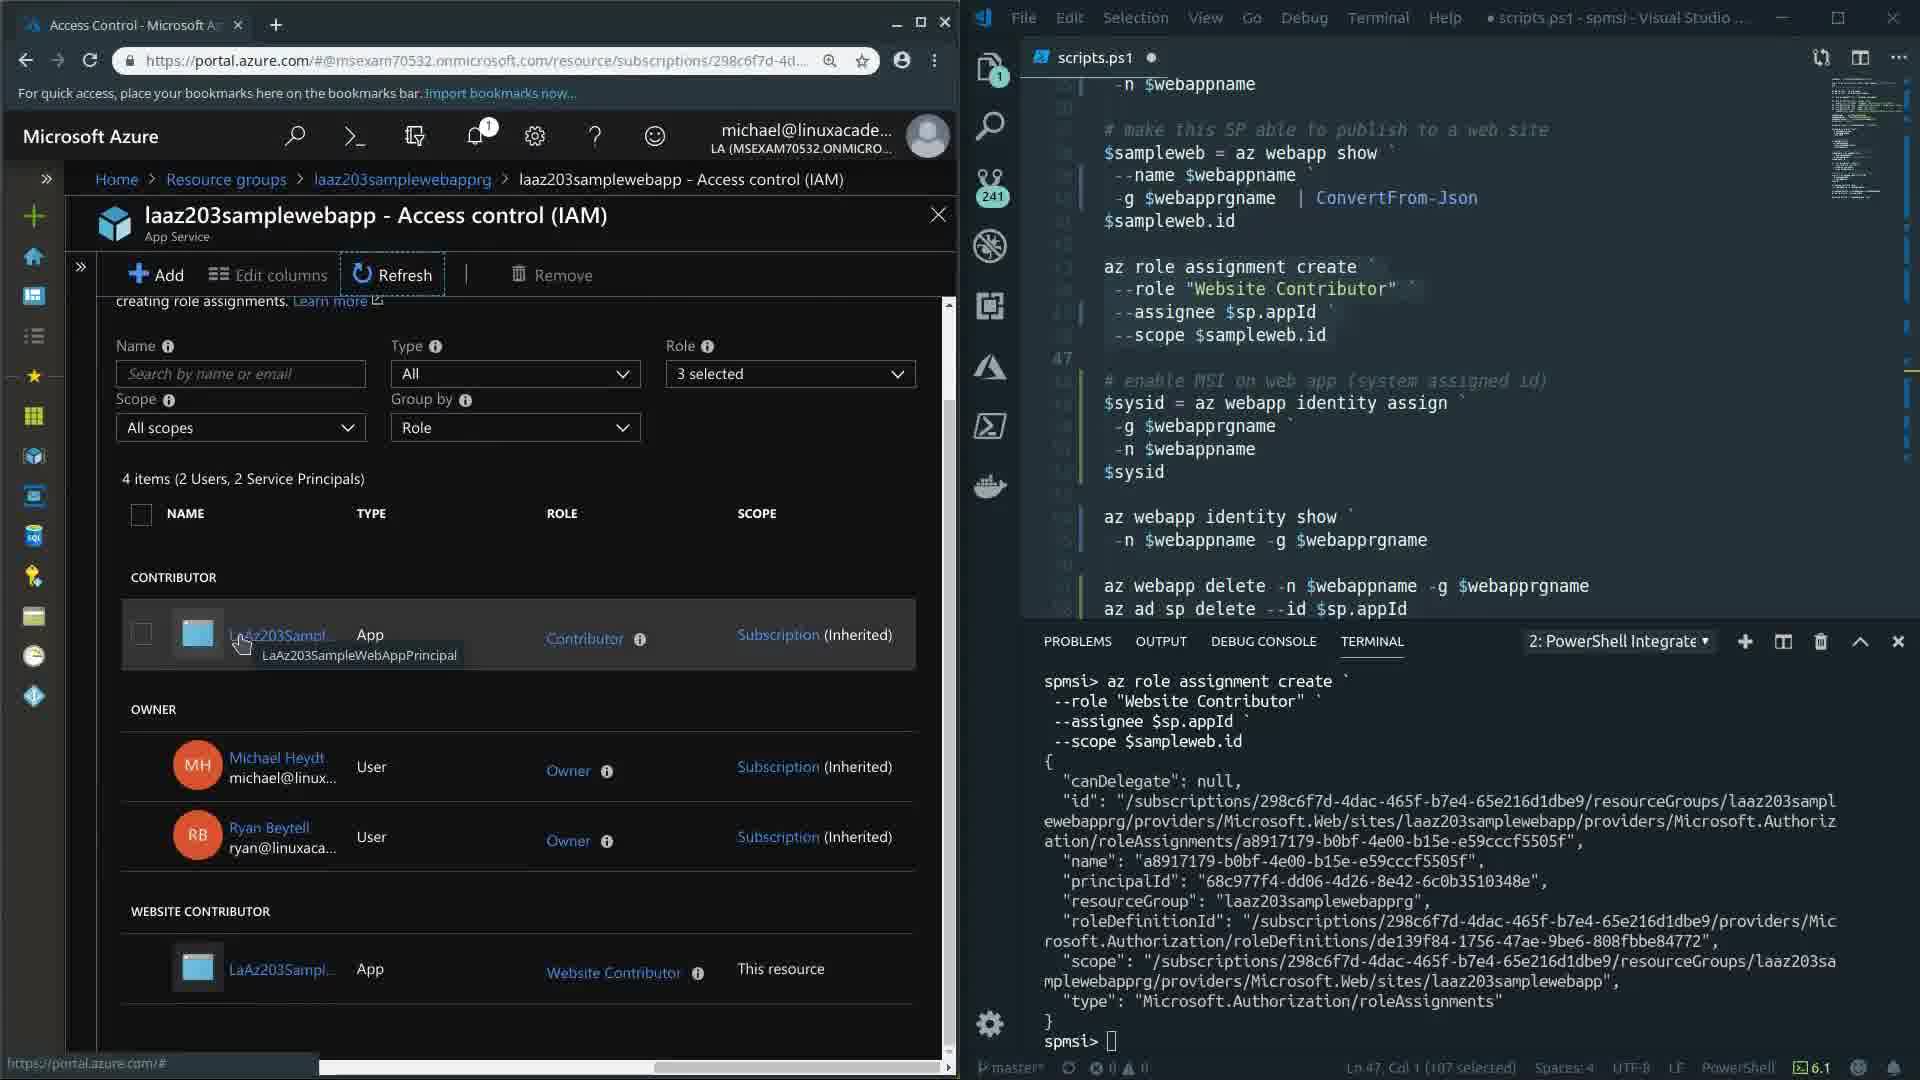 Access Control - Microsoft Az
https://portal.azure.com/#@msexam70532.onmicrosoft.com/resource/subscriptions/298c6f7d-4d...
For quick access, place your bookmarks here on the bookmarks bar. Import bookmarks now...
Microsoft Azure
1
michael@linuxacade...
LA (MSEXAM70532.ONMICRO...
Home > Resource groups > laaz203samplewebapprg > laaz203samplewebapp - Access control (IAM)
laaz203samplewebapp - Access control (IAM)
App Service
Add
Edit columns
Refresh
Remove
creating role assignments. Learn more
Name
Type
Role
Search by name or email
All
3 selected
Scope
Group by
All scopes
Role
4 items (2 Users, 2 Service Principals)
NAME TYPE ROLE SCOPE
CONTRIBUTOR
LaAz203Sampl... App Contributor Subscription (Inherited)
LaAz203SampleWebAppPrincipal
OWNER
MH Michael Heydt User Owner Subscription (Inherited)
michael@linux...
RB Ryan Beytell User Owner Subscription (Inherited)
ryan@linuxaca...
WEBSITE CONTRIBUTOR
LaAz203Sampl... App Website Contributor This resource
https://portal.azure.com/#
File Edit Selection View Go Debug Terminal Help ● scripts.ps1 - spmsi - Visual Studio ...
scripts.ps1
1
241
-n $webappname
# make this SP able to publish to a web site
$sampleweb = az webapp show `
--name $webappname `
-g $webapprgname | ConvertFrom-Json
$sampleweb.id
az role assignment create `
--role "Website Contributor" `
--assignee $sp.appId `
--scope $sampleweb.id
47
# enable MSI on web app (system assigned id)
$sysid = az webapp identity assign `
-g $webapprgname `
-n $webappname
$sysid
az webapp identity show `
-n $webappname -g $webapprgname
az webapp delete -n $webappname -g $webapprgname
az ad sp delete --id $sp.appId
PROBLEMS OUTPUT DEBUG CONSOLE TERMINAL 2: PowerShell Integrate
spmsi> az role assignment create `
--role "Website Contributor" `
--assignee $sp.appId `
--scope $sampleweb.id
{
"canDelegate": null,
"id": "/subscriptions/298c6f7d-4dac-465f-b7e4-65e216d1dbe9/resourceGroups/laaz203sampl
ewebapprg/providers/Microsoft.Web/sites/laaz203samplewebapp/providers/Microsoft.Authoriz
ation/roleAssignments/a8917179-b0bf-4e00-b15e-e59cccf5505f",
"name": "a8917179-b0bf-4e00-b15e-e59cccf5505f",
"principalId": "68c977f4-dd06-4d26-8e42-6c0b3510348e",
"resourceGroup": "laaz203samplewebapprg",
"roleDefinitionId": "/subscriptions/298c6f7d-4dac-465f-b7e4-65e216d1dbe9/providers/Mic
rosoft.Authorization/roleDefinitions/de139f84-1756-47ae-9be6-808fbbe84772",
"scope": "/subscriptions/298c6f7d-4dac-465f-b7e4-65e216d1dbe9/resourceGroups/laaz203sa
mplewebapprg/providers/Microsoft.Web/sites/laaz203samplewebapp",
"type": "Microsoft.Authorization/roleAssignments"
}
spmsi>
master* 0 0 Ln 47, Col 1 (107 selected) Spaces: 4 UTF-8 LF PowerShell 6.1